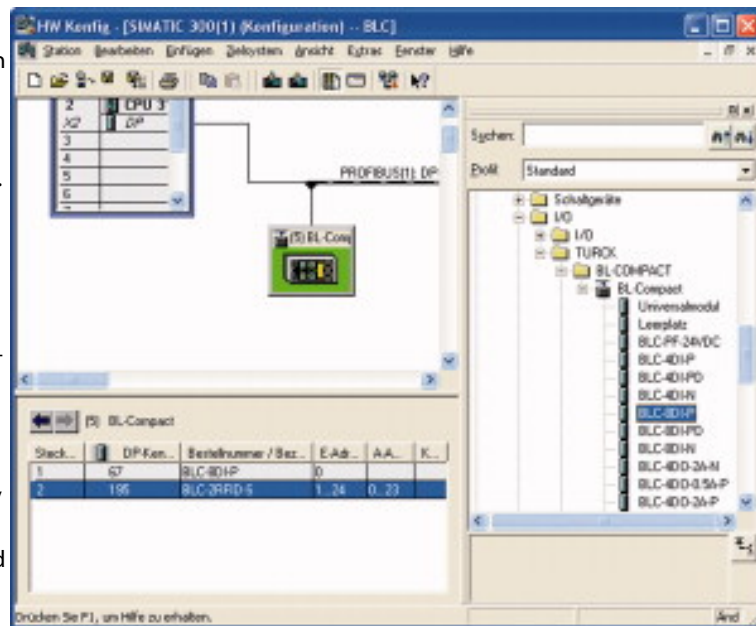 HW Konfig - [SIMATIC 300(1) (Konfiguration) -- BLC]
Station Bearbeiten Einfügen Zielsystem Ansicht Extras Fenster Hilfe
2 CPU 3
X2 DP
3
4
5
6
PROFIBUS(1): DP
(5) BL-Comp
Suchen:
Profil: Standard
Schaltgeräte
I/O
I/O
TURCK
BL-COMPACT
BL-Compact
Universalmodul
Leerplatz
BLC-PF-24VDC
BLC-4DI-P
BLC-4DI-PD
BLC-4DI-N
BLC-8DI-P
BLC-8DI-PD
BLC-8DI-N
BLC-4DO-2A-N
BLC-4DO-0.5A-P
BLC-4DO-2A-P
(5) BL-Compact
Steck... DP-Ken... Bestellnummer / Bez... E-Adr... A-A... K...
1 67 BLC-8DI-P 0
2 195 BLC-2RFID-S 1...24 0...23
Drücken Sie F1, um Hilfe zu erhalten.
Änd